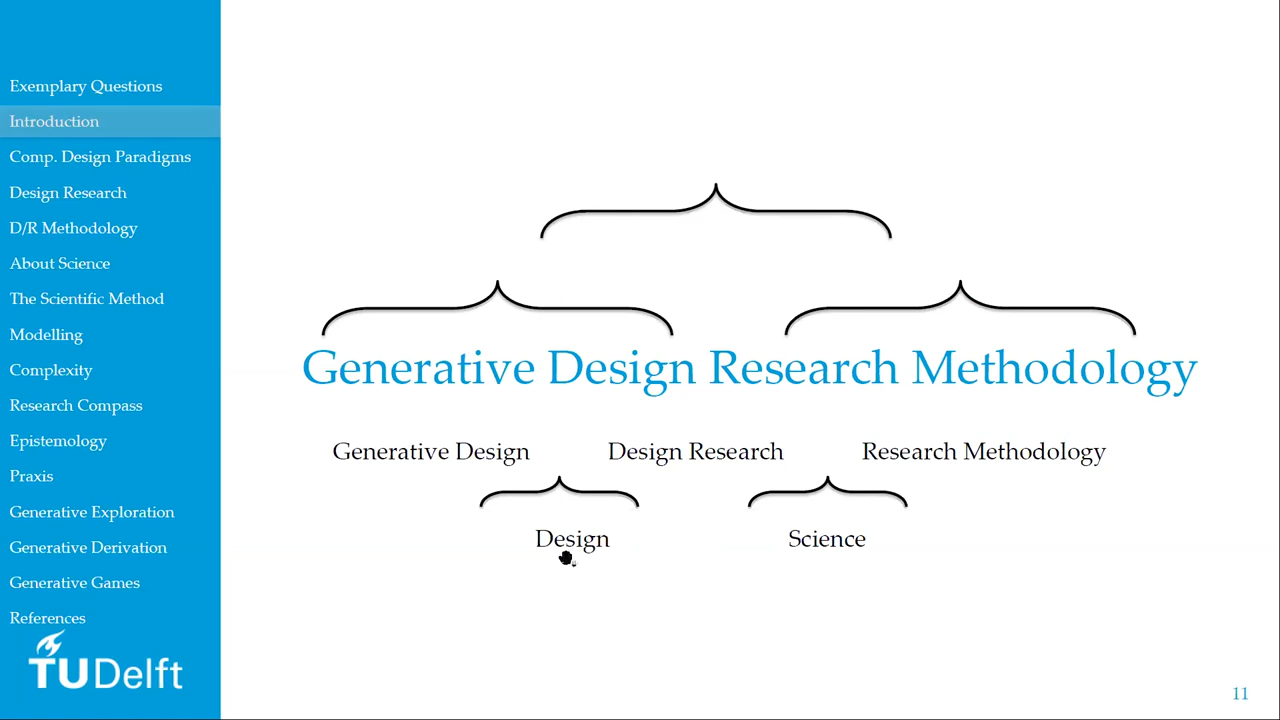 Exemplary Questions
Introduction
Comp. Design Paradigms
Design Research
D/R Methodology
About Science
The Scientific Method
Modelling
Complexity
Research Compass
Epistemology
Praxis
Generative Exploration
Generative Derivation
Generative Games
References
TUDelft
Generative Design Research Methodology
Generative Design Design Research Research Methodology
Design Science
11